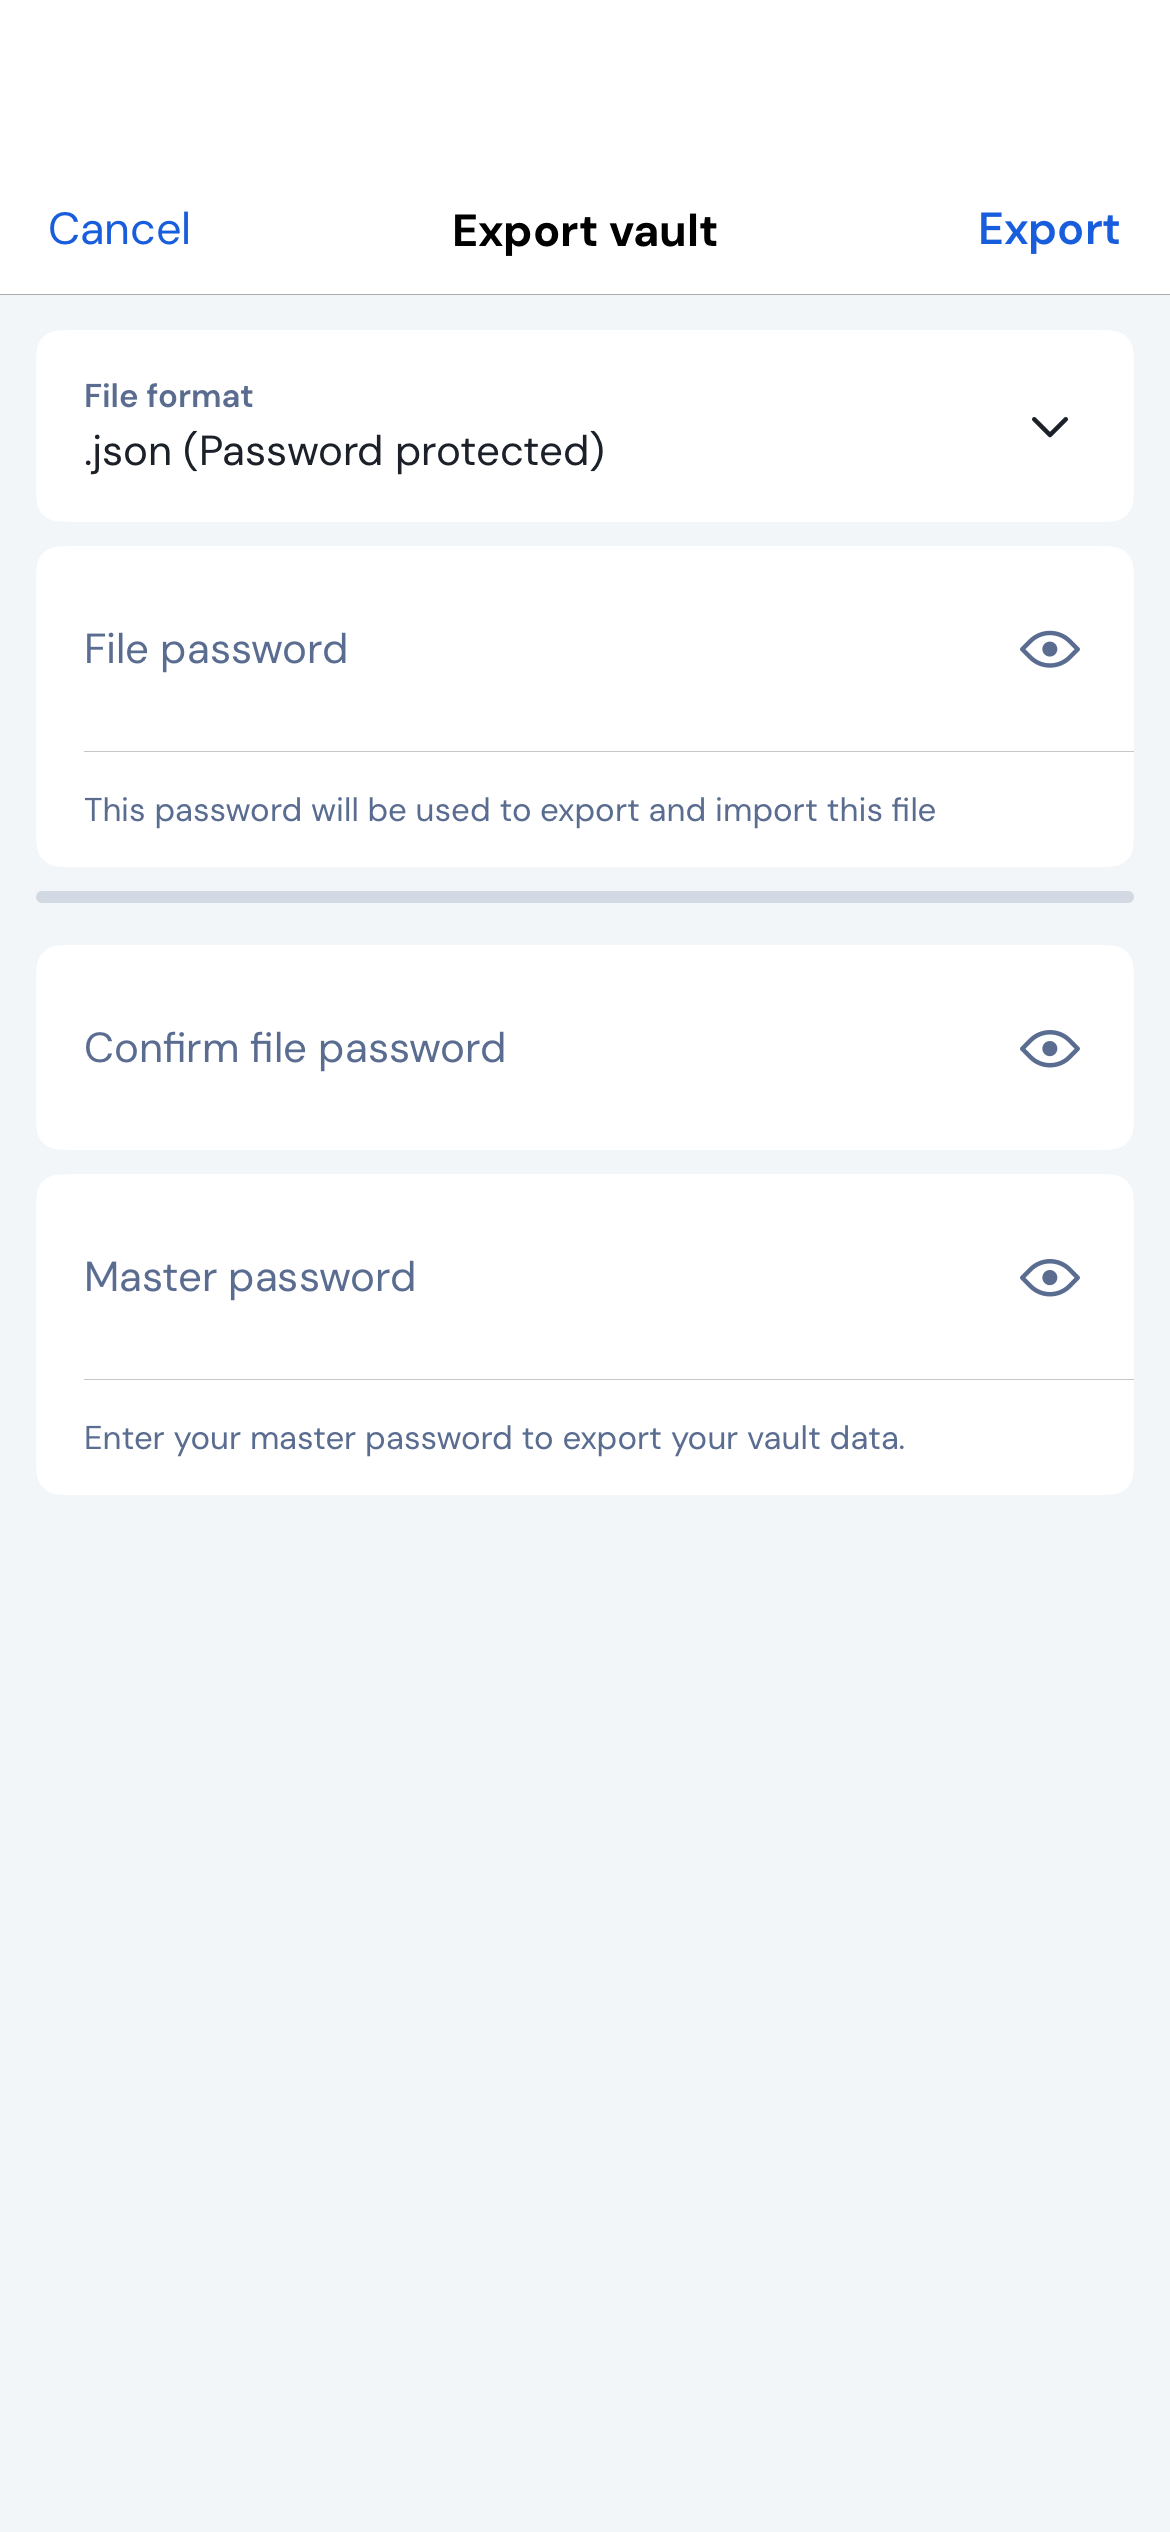 Cancel
Export vault
Export
File format
.json (Password protected)
File password
This password will be used to export and import this file
Confirm file password
Master password
Enter your master password to export your vault data.